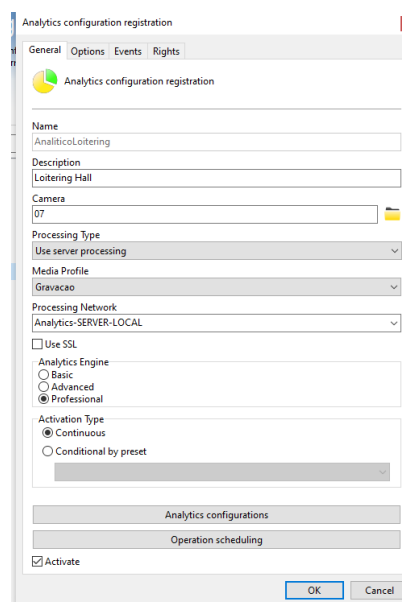 Analytics configuration registration
General Options Events Rights
Analytics configuration registration
Name
AnaliticoLoitering
Description
Loitering Hall
Camera
07
Processing Type
Use server processing
Media Profile
Gravacao
Processing Network
Analytics-SERVER-LOCAL
Use SSL
Analytics Engine
Basic
Advanced
Professional
Activation Type
Continuous
Conditional by preset
Analytics configurations
Operation scheduling
Activate
OK Cancel